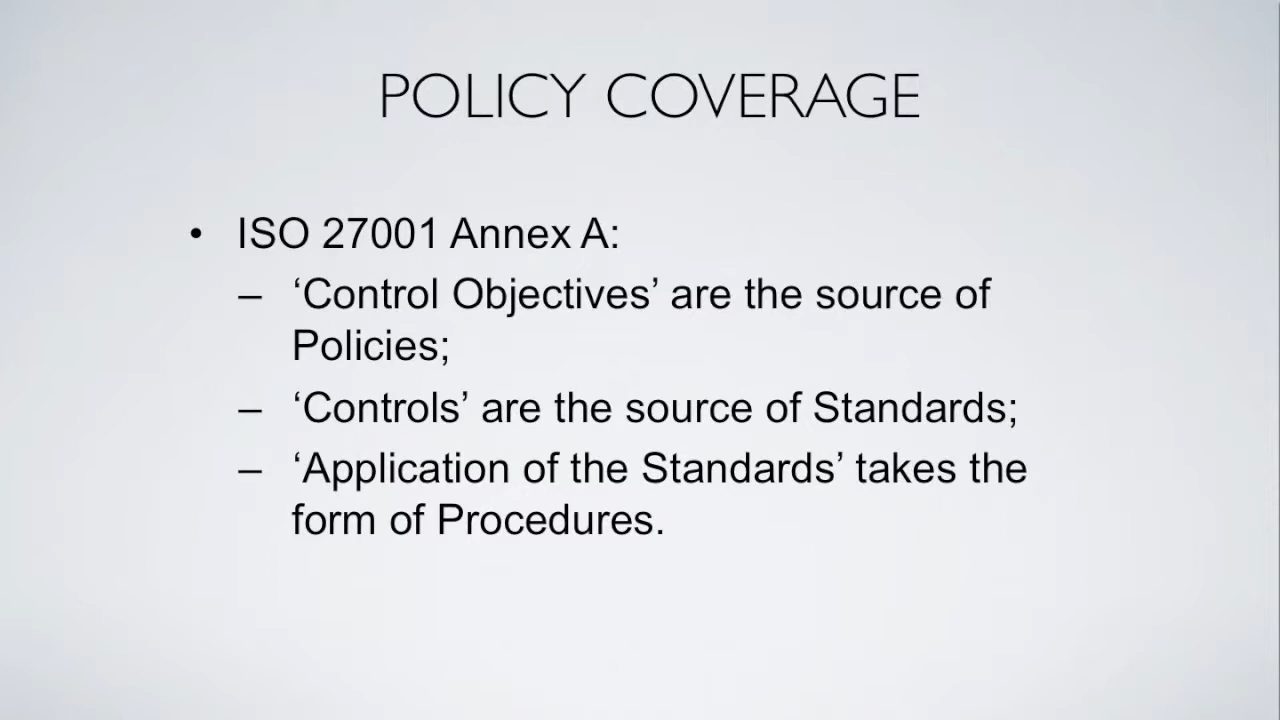 POLICY COVERAGE
• ISO 27001 Annex A:
– ‘Control Objectives’ are the source of
Policies;
– ‘Controls’ are the source of Standards;
– ‘Application of the Standards’ takes the
form of Procedures.